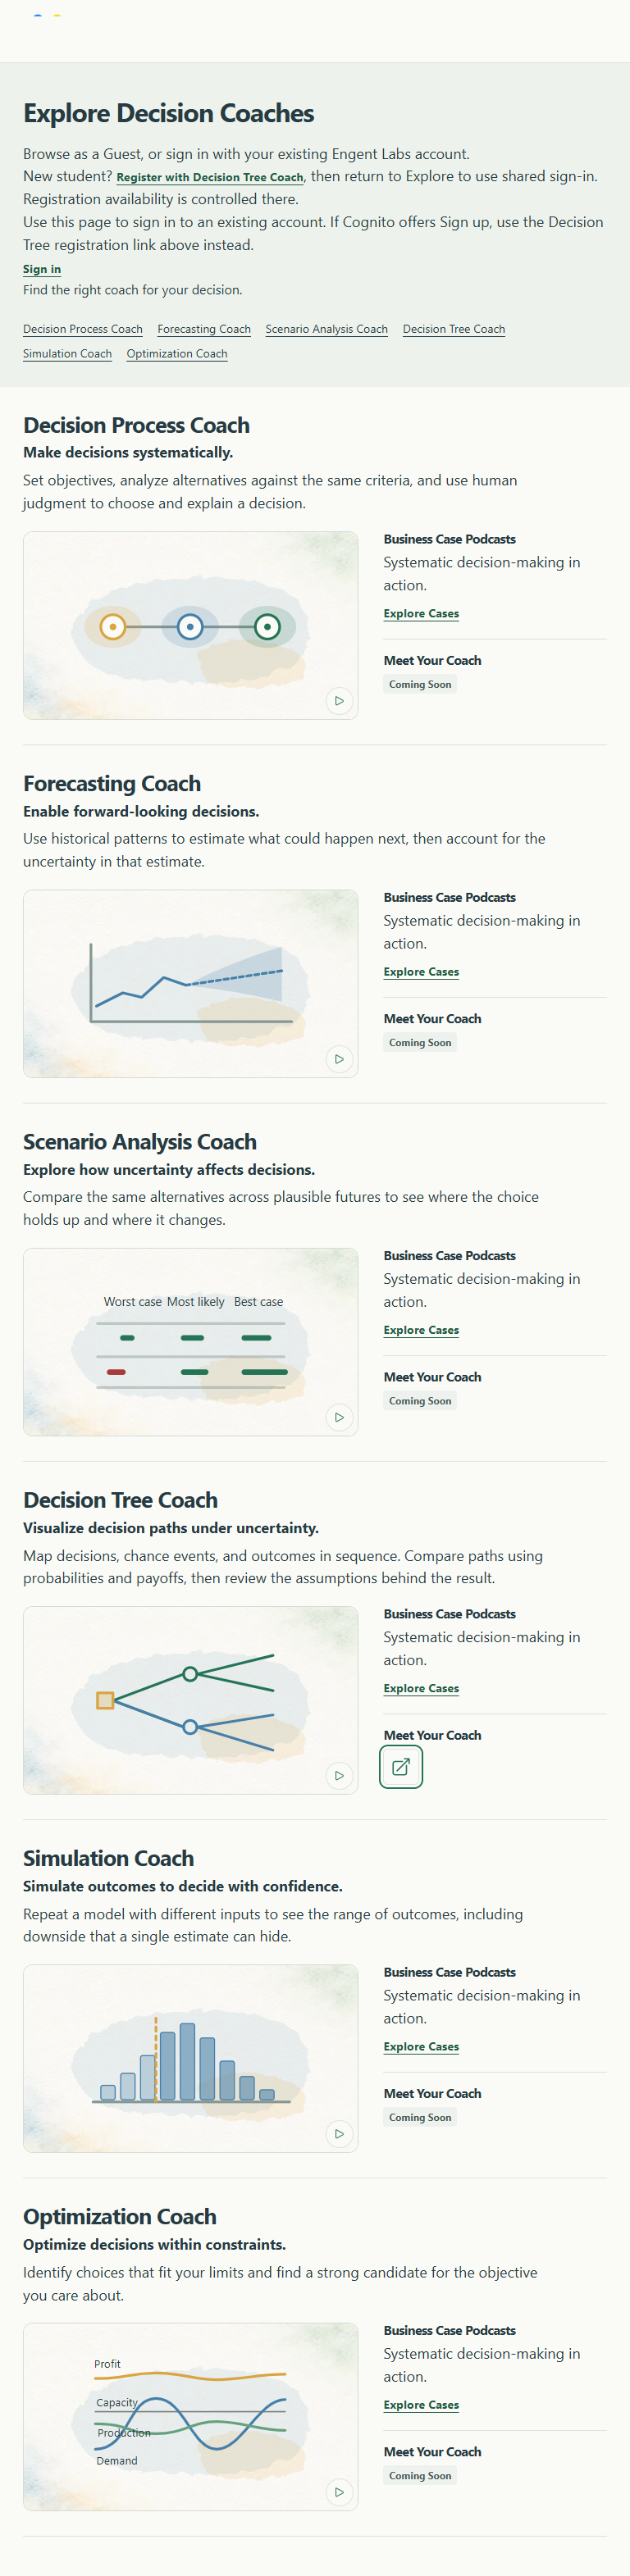 Explore Decision Coaches
Browse as a Guest, or sign in with your existing Engent Labs account.
New student? Register with Decision Tree Coach, then return to Explore to use shared sign-in.
Registration availability is controlled there.
Use this page to sign in to an existing account. If Cognito offers Sign up, use the Decision
Tree registration link above instead.
Sign in
Find the right coach for your decision.
Decision Process Coach Forecasting Coach Scenario Analysis Coach Decision Tree Coach
Simulation Coach Optimization Coach
Decision Process Coach
Make decisions systematically.
Set objectives, analyze alternatives against the same criteria, and use human
judgment to choose and explain a decision.
Business Case Podcasts
Systematic decision-making in
action.
Explore Cases
Meet Your Coach
Coming Soon
Forecasting Coach
Enable forward-looking decisions.
Use historical patterns to estimate what could happen next, then account for the
uncertainty in that estimate.
Business Case Podcasts
Systematic decision-making in
action.
Explore Cases
Meet Your Coach
Coming Soon
Scenario Analysis Coach
Explore how uncertainty affects decisions.
Compare the same alternatives across plausible futures to see where the choice
holds up and where it changes.
Worst case Most likely Best case
Business Case Podcasts
Systematic decision-making in
action.
Explore Cases
Meet Your Coach
Coming Soon
Decision Tree Coach
Visualize decision paths under uncertainty.
Map decisions, chance events, and outcomes in sequence. Compare paths using
probabilities and payoffs, then review the assumptions behind the result.
Business Case Podcasts
Systematic decision-making in
action.
Explore Cases
Meet Your Coach
Simulation Coach
Simulate outcomes to decide with confidence.
Repeat a model with different inputs to see the range of outcomes, including
downside that a single estimate can hide.
Business Case Podcasts
Systematic decision-making in
action.
Explore Cases
Meet Your Coach
Coming Soon
Optimization Coach
Optimize decisions within constraints.
Identify choices that fit your limits and find a strong candidate for the objective
you care about.
Profit
Capacity
Production
Demand
Business Case Podcasts
Systematic decision-making in
action.
Explore Cases
Meet Your Coach
Coming Soon